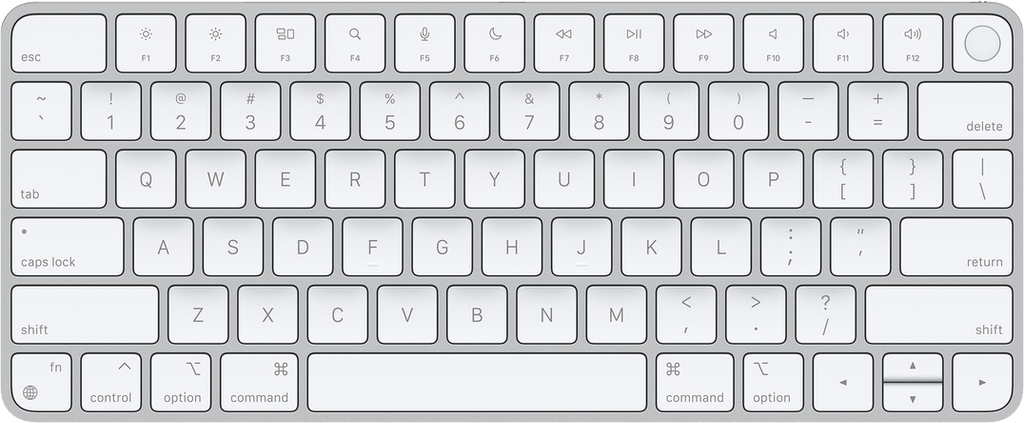 esc F1 F2 F3 F4 F5 F6 F7 F8 F9 F10 F11 F12
~ ! @ # $ % ^ & * ( ) — +
` 1 2 3 4 5 6 7 8 9 0 - = delete
tab Q W E R T Y U I O P { } |
[ ] \
caps lock A S D F G H J K L : "
; ' return
shift Z X C V B N M < > ?
, . / shift
fn ^ ⌥ ⌘ ⌘ ⌥
control option command command option